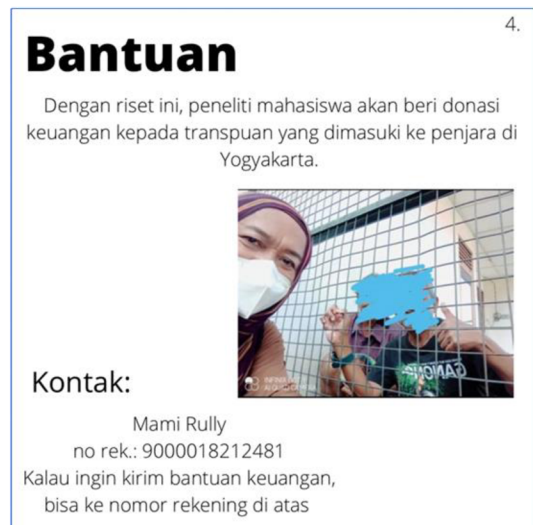 4.
Bantuan
Dengan riset ini, peneliti mahasiswa akan beri donasi
keuangan kepada transpuan yang dimasuki ke penjara di
Yogyakarta.
Kontak:
Mami Rully
no rek.: 9000018212481
Kalau ingin kirim bantuan keuangan,
bisa ke nomor rekening di atas